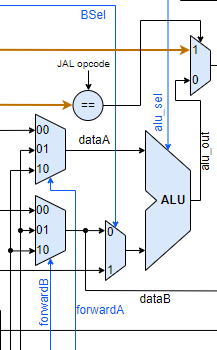 BSel
JAL opcode
==
1
0
alu_sel
alu_out
00
01
10
dataA
ALU
00
01
10
0
1
dataB
forwardB
forwardA